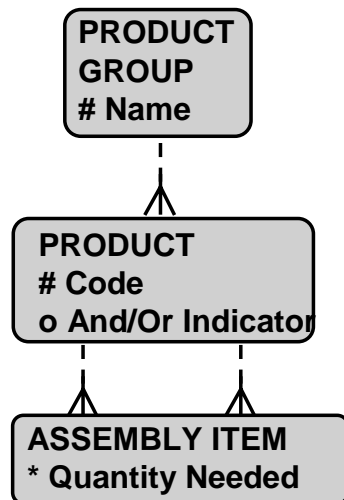 PRODUCT
GROUP
# Name
PRODUCT
# Code
o And/Or Indicator
ASSEMBLY ITEM
* Quantity Needed